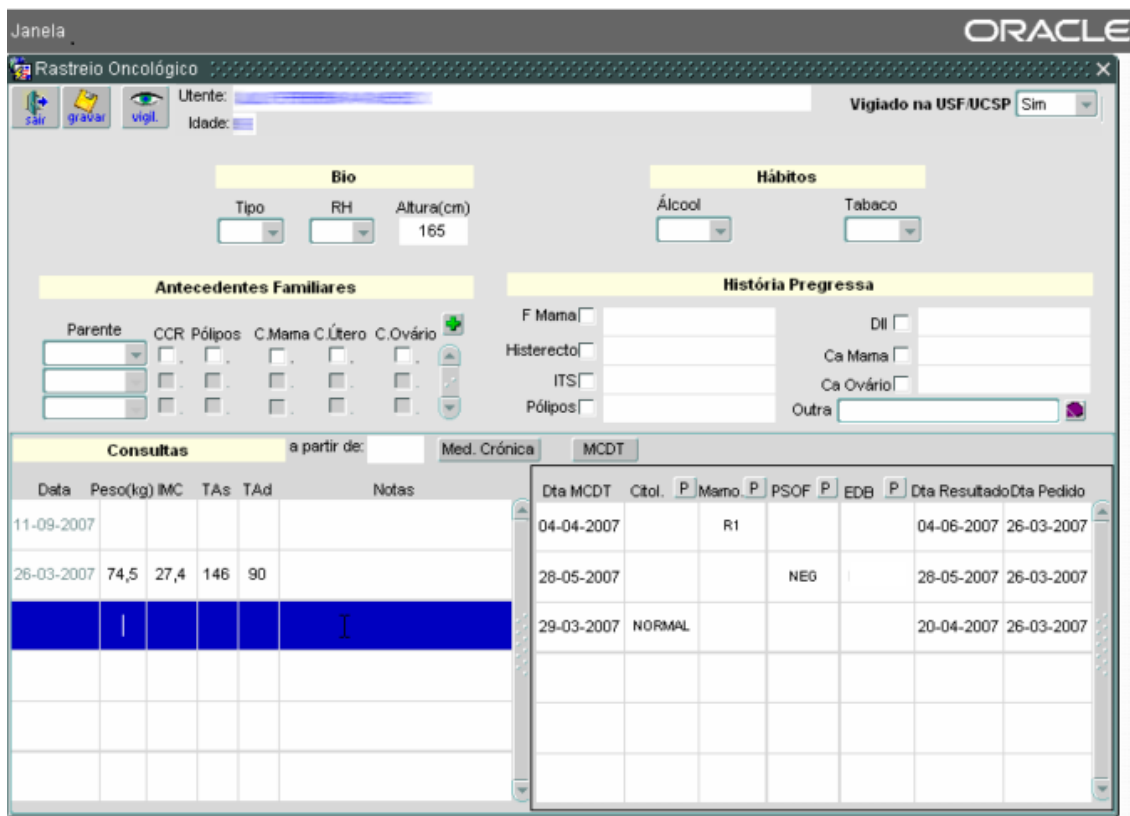 Janela ORACLE
Rastreio Oncológico
sair gravar vigil. Utente: Vigiado na USF/UCSP Sim
Idade:
Bio Hábitos
Tipo RH Altura(cm) Álcool Tabaco
165
Antecedentes Familiares História Pregressa
Parente CCR Pólipos C.Mama C.Útero C.Ovário
F Mama DII
Histerecto Ca Mama
ITS Ca Ovário
Pólipos Outra
Consultas a partir de: Med. Crónica MCDT
Data Peso(kg) IMC TAs TAd Notas Dta MCDT Citol. P Mamo. P PSOF P EDB P Dta Resultado Dta Pedido
11-09-2007 04-04-2007 R1 04-06-2007 26-03-2007
26-03-2007 74,5 27,4 146 90 28-05-2007 NEG 28-05-2007 26-03-2007
29-03-2007 NORMAL 20-04-2007 26-03-2007